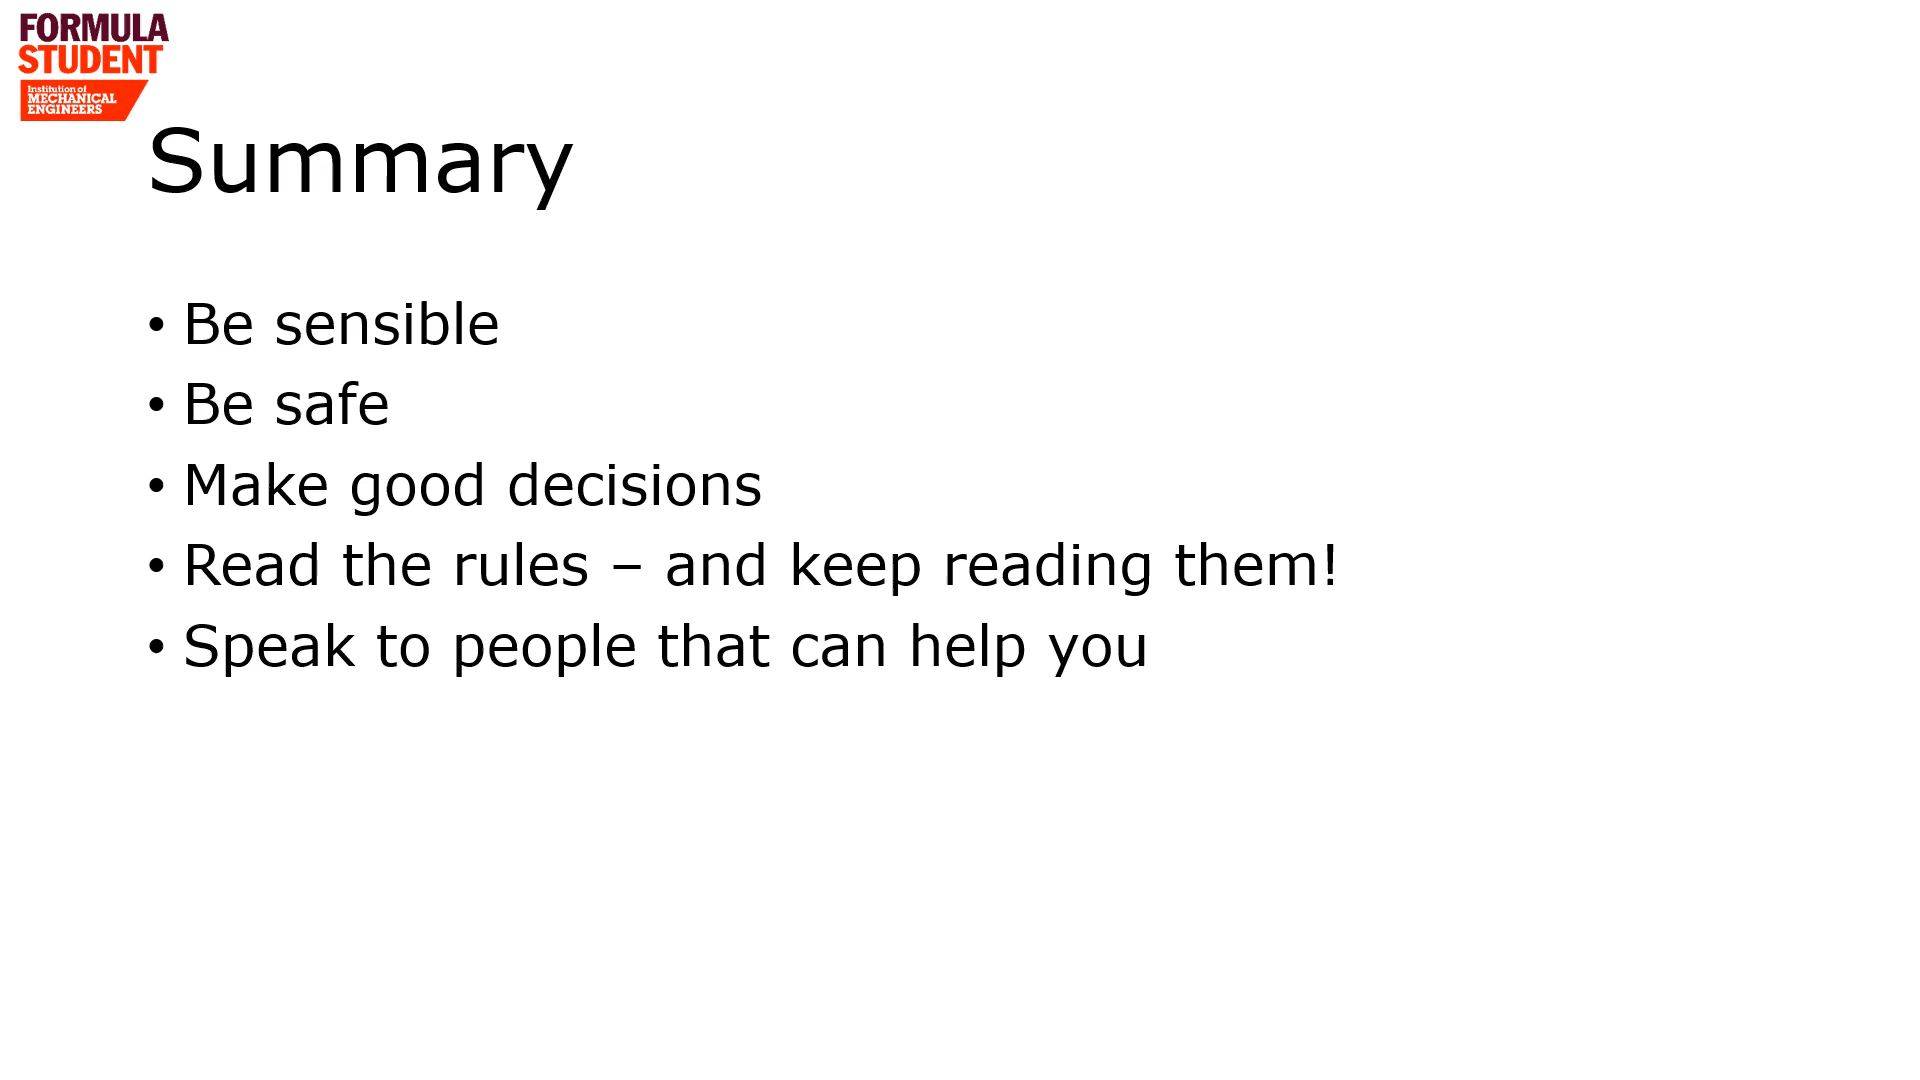 FORMULA
STUDENT
Institution of
MECHANICAL
ENGINEERS
Summary
• Be sensible
• Be safe
• Make good decisions
• Read the rules – and keep reading them!
• Speak to people that can help you